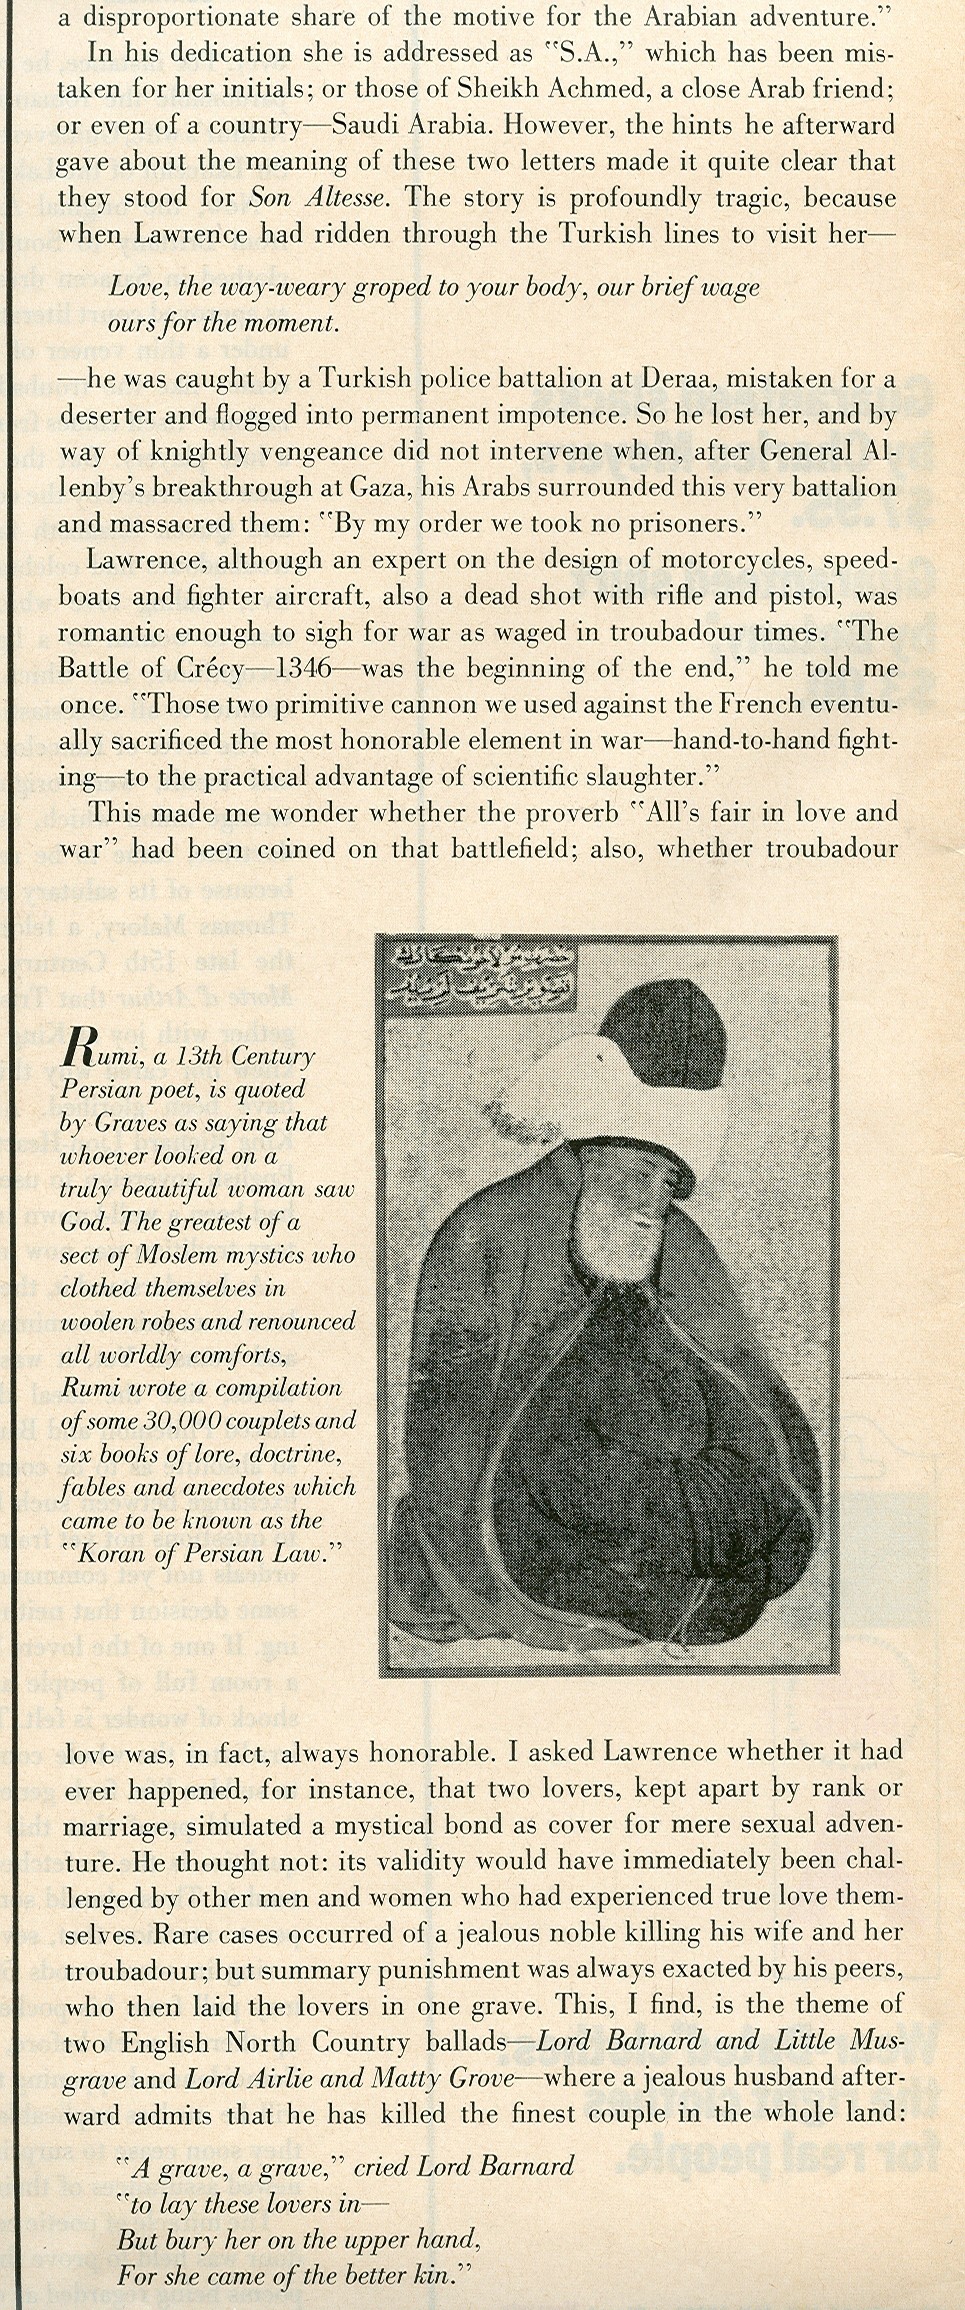 a disproportionate share of the motive for the Arabian adventure.”
In his dedication she is addressed as “S.A.,” which has been mis-
taken for her initials; or those of Sheikh Achmed, a close Arab friend;
or even of a country—Saudi Arabia. However, the hints he afterward
gave about the meaning of these two letters made it quite clear that
they stood for Son Altesse. The story is profoundly tragic, because
when Lawrence had ridden through the Turkish lines to visit her—
Love, the way-weary groped to your body, our brief wage
ours for the moment.
—he was caught by a Turkish police battalion at Deraa, mistaken for a
deserter and flogged into permanent impotence. So he lost her, and by
way of knightly vengeance did not intervene when, after General Al-
lenby’s breakthrough at Gaza, his Arabs surrounded this very battalion
and massacred them: “By my order we took no prisoners.”
Lawrence, although an expert on the design of motorcycles, speed-
boats and fighter aircraft, also a dead shot with rifle and pistol, was
romantic enough to sigh for war as waged in troubadour times. “The
Battle of Crécy—1346—was the beginning of the end,” he told me
once. “Those two primitive cannon we used against the French eventu-
ally sacrificed the most honorable element in war—hand-to-hand fight-
ing—to the practical advantage of scientific slaughter.”
This made me wonder whether the proverb “All’s fair in love and
war” had been coined on that battlefield; also, whether troubadour
Rumi, a 13th Century
Persian poet, is quoted
by Graves as saying that
whoever looked on a
truly beautiful woman saw
God. The greatest of a
sect of Moslem mystics who
clothed themselves in
woolen robes and renounced
all worldly comforts,
Rumi wrote a compilation
of some 30,000 couplets and
six books of lore, doctrine,
fables and anecdotes which
came to be known as the
“Koran of Persian Law.”
love was, in fact, always honorable. I asked Lawrence whether it had
ever happened, for instance, that two lovers, kept apart by rank or
marriage, simulated a mystical bond as cover for mere sexual adven-
ture. He thought not: its validity would have immediately been chal-
lenged by other men and women who had experienced true love them-
selves. Rare cases occurred of a jealous noble killing his wife and her
troubadour; but summary punishment was always exacted by his peers,
who then laid the lovers in one grave. This, I find, is the theme of
two English North Country ballads—Lord Barnard and Little Mus-
grave and Lord Airlie and Matty Grove—where a jealous husband after-
ward admits that he has killed the finest couple in the whole land:
“A grave, a grave,” cried Lord Barnard
“to lay these lovers in—
But bury her on the upper hand,
For she came of the better kin.”